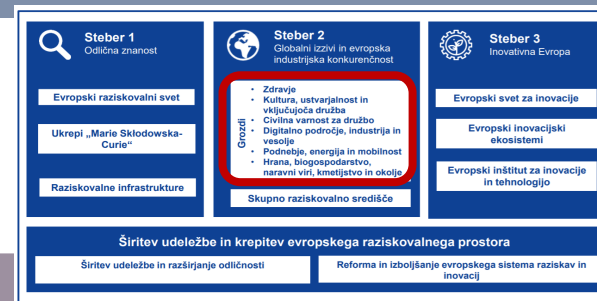 Steber 1
Odlična znanost
Evropski raziskovalni svet
Ukrepi „Marie Skłodowska-
Curie“
Raziskovalne infrastrukture
Steber 2
Globalni izzivi in evropska
industrijska konkurenčnost
Grozdi
• Zdravje
• Kultura, ustvarjalnost in
vključujoča družba
• Civilna varnost za družbo
• Digitalno področje, industrija in
vesolje
• Podnebje, energija in mobilnost
• Hrana, biogospodarstvo,
naravni viri, kmetijstvo in okolje
Skupno raziskovalno središče
Steber 3
Inovativna Evropa
Evropski svet za inovacije
Evropski inovacijski
ekosistemi
Evropski inštitut za inovacije
in tehnologijo
Širitev udeležbe in krepitev evropskega raziskovalnega prostora
Širitev udeležbe in razširjanje odličnosti
Reforma in izboljšanje evropskega sistema raziskav in
inovacij